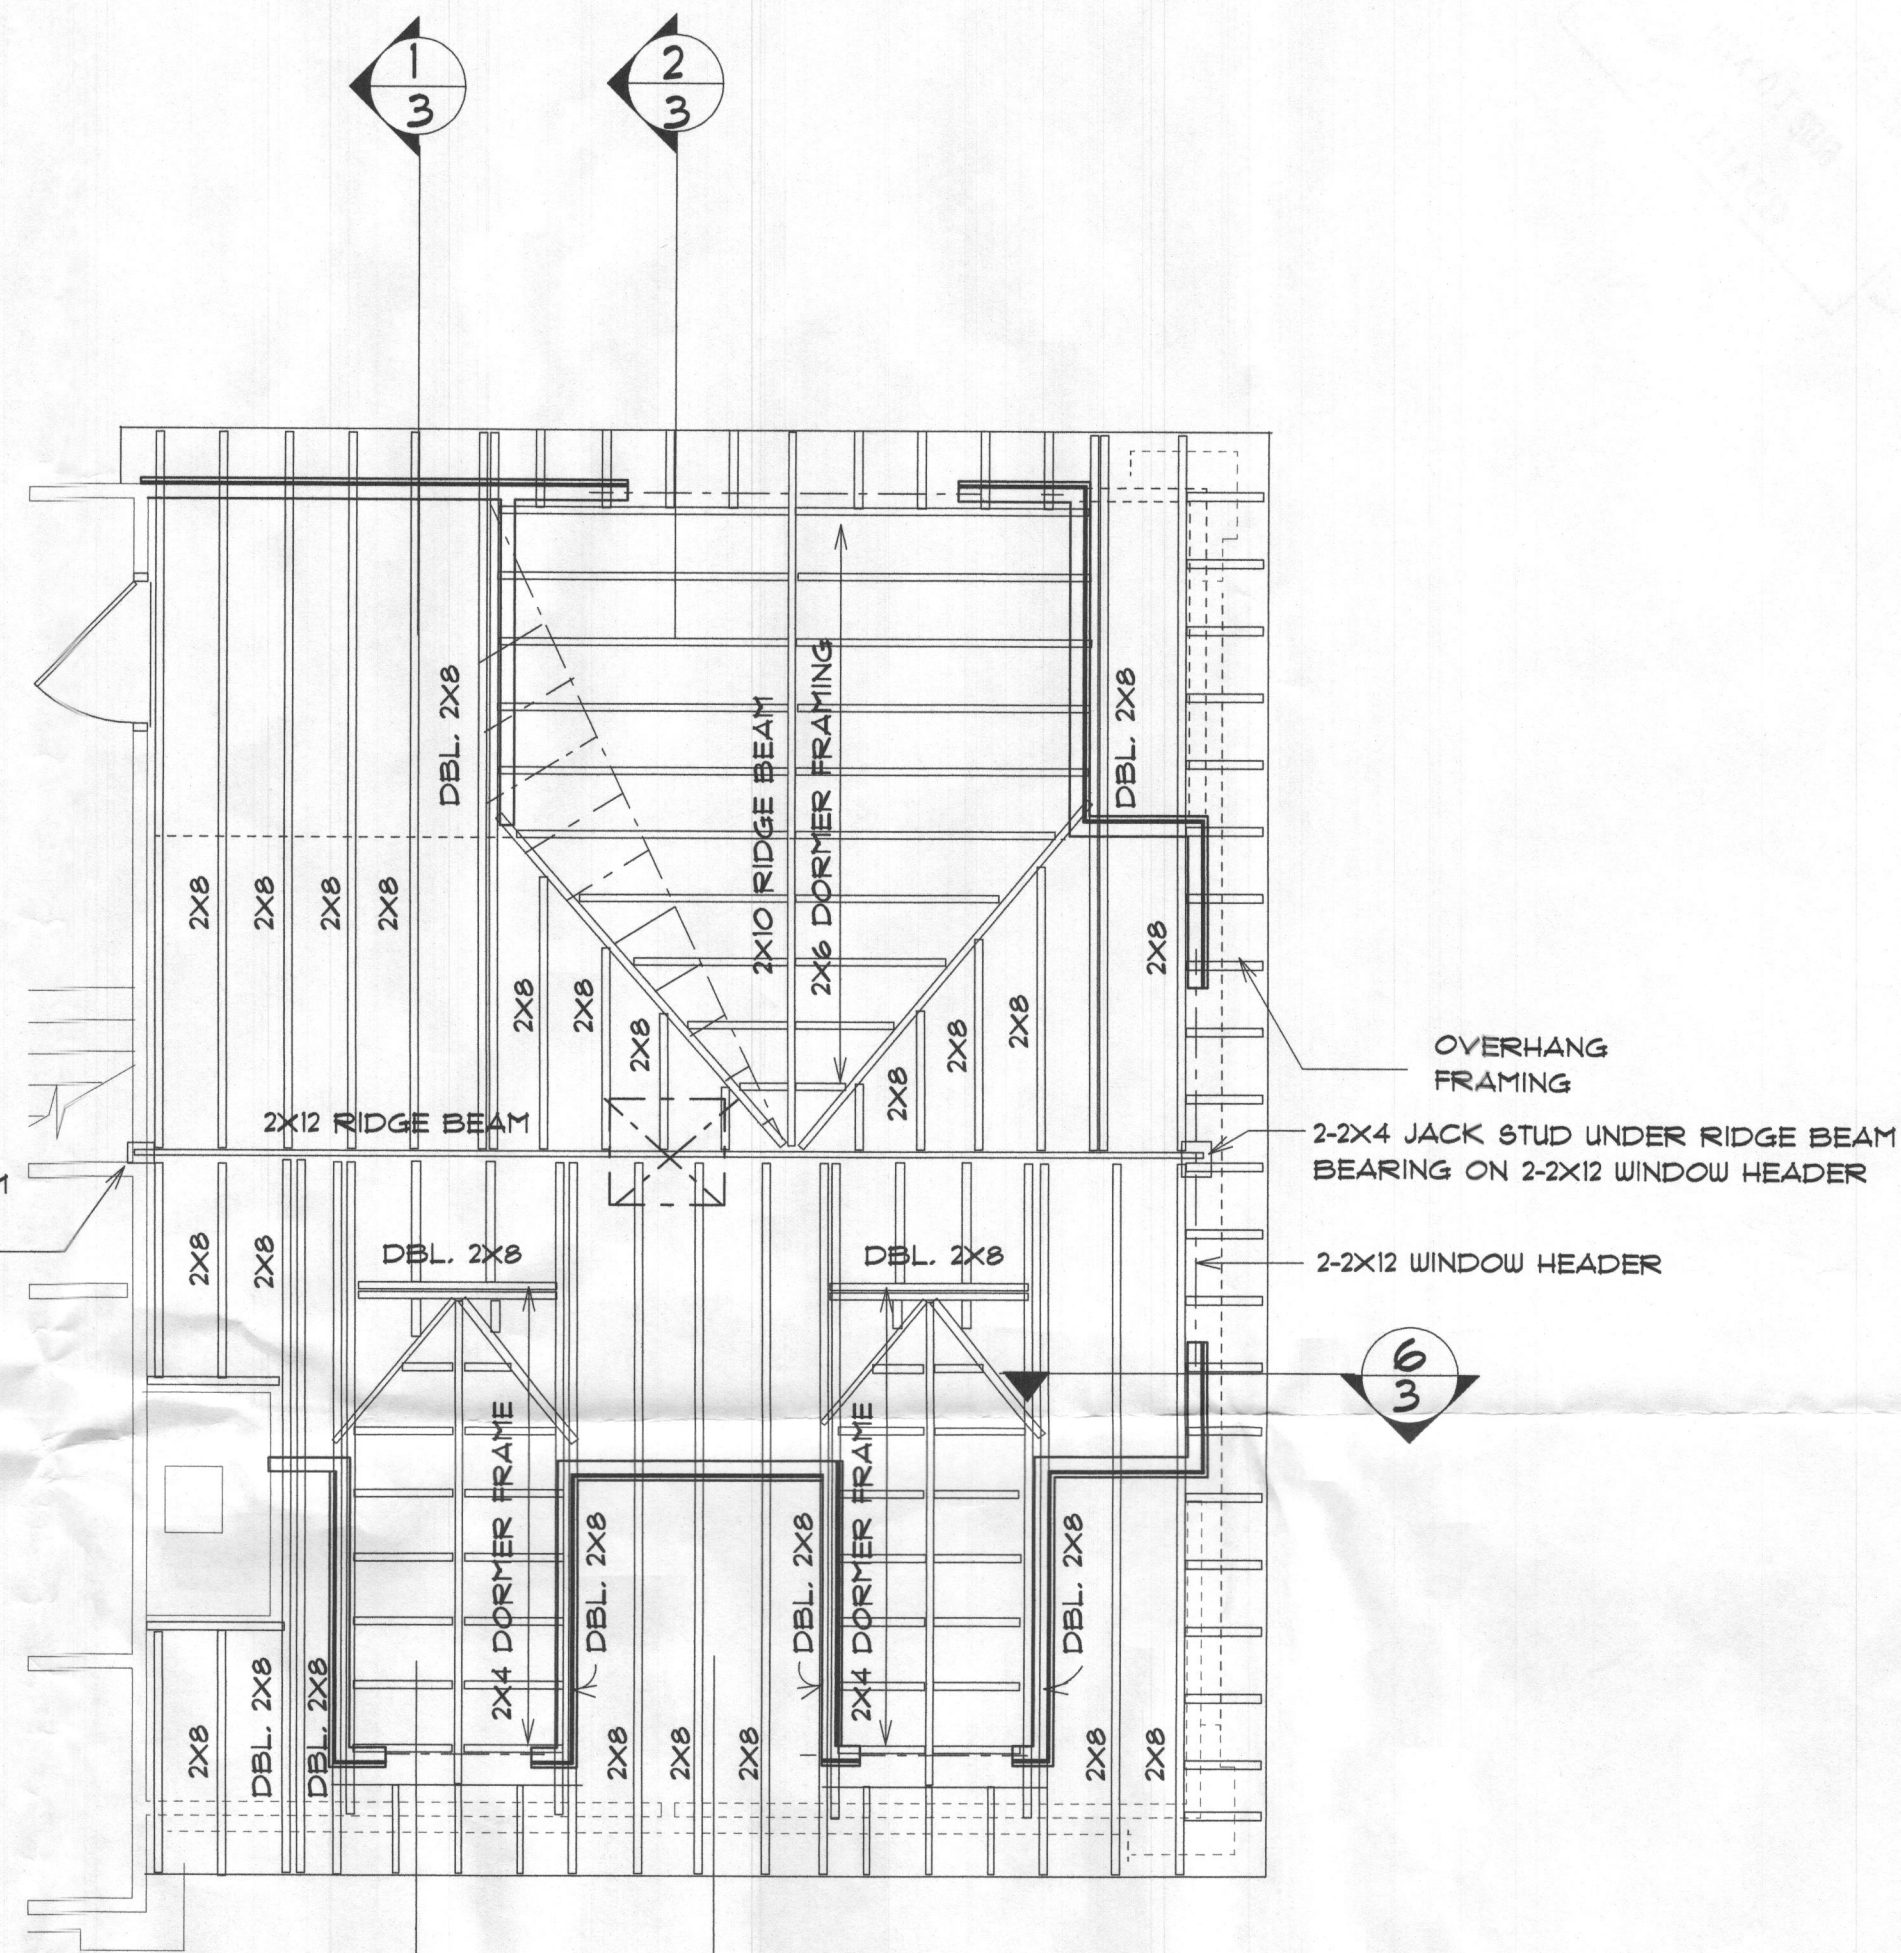 1
3
2
3
DBL. 2X8
2X10 RIDGE BEAM
2X6 DORMER FRAMING
DBL. 2X8
2X8
2X8
2X8
2X8
2X8
2X8
2X8
2X8
2X8
2X8
2X8
OVERHANG
FRAMING
2X12 RIDGE BEAM
2-2X4 JACK STUD UNDER RIDGE BEAM
BEARING ON 2-2X12 WINDOW HEADER
M
2X8
2X8
DBL. 2X8
DBL. 2X8
2-2X12 WINDOW HEADER
6
3
2X4 DORMER FRAME
DBL. 2X8
DBL. 2X8
2X4 DORMER FRAME
DBL. 2X8
2X8
DBL. 2X8
DBL. 2X8
2X8
2X8
2X8
2X8
2X8